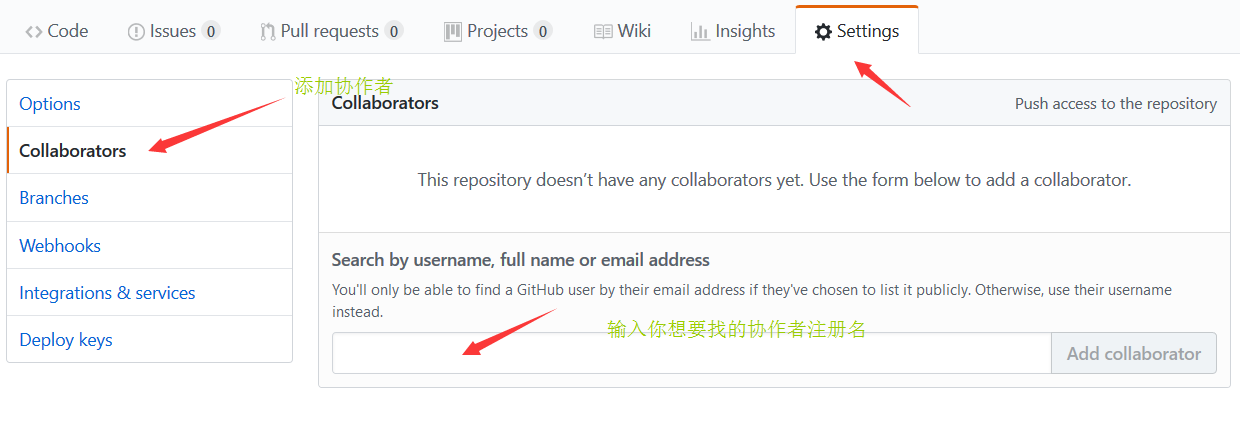 Code Issues 0 Pull requests 0 Projects 0 Wiki Insights Settings
添加协作者
Options
Collaborators
Branches
Webhooks
Integrations & services
Deploy keys
Collaborators Push access to the repository
This repository doesn't have any collaborators yet. Use the form below to add a collaborator.
Search by username, full name or email address
You'll only be able to find a GitHub user by their email address if they've chosen to list it publicly. Otherwise, use their username
instead.
输入你想要找的协作者注册名
Add collaborator